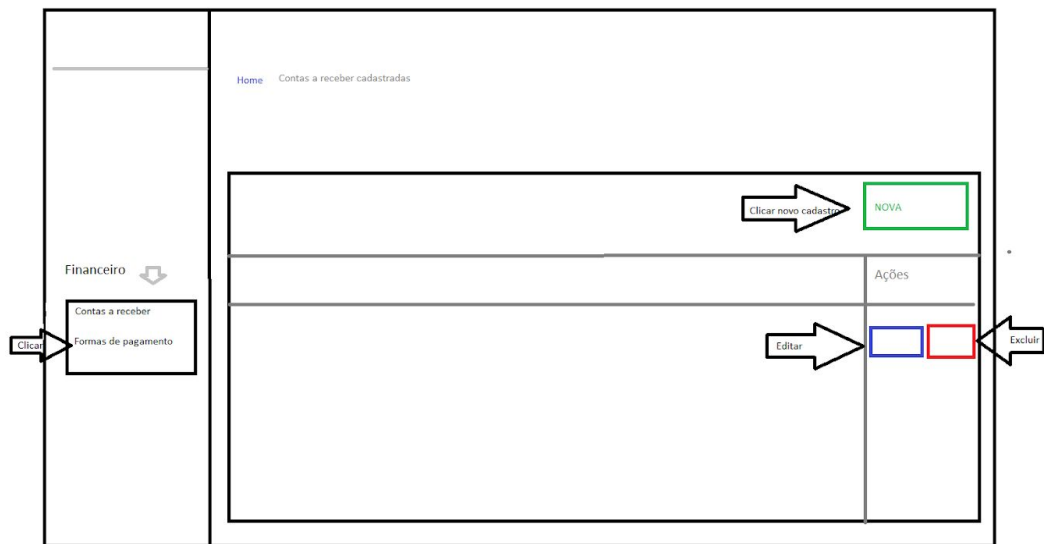 Home Contas a receber cadastradas
Clicar novo cadastro NOVA
Financeiro
Ações
Contas a receber
Clicar Formas de pagamento
Editar
Excluir